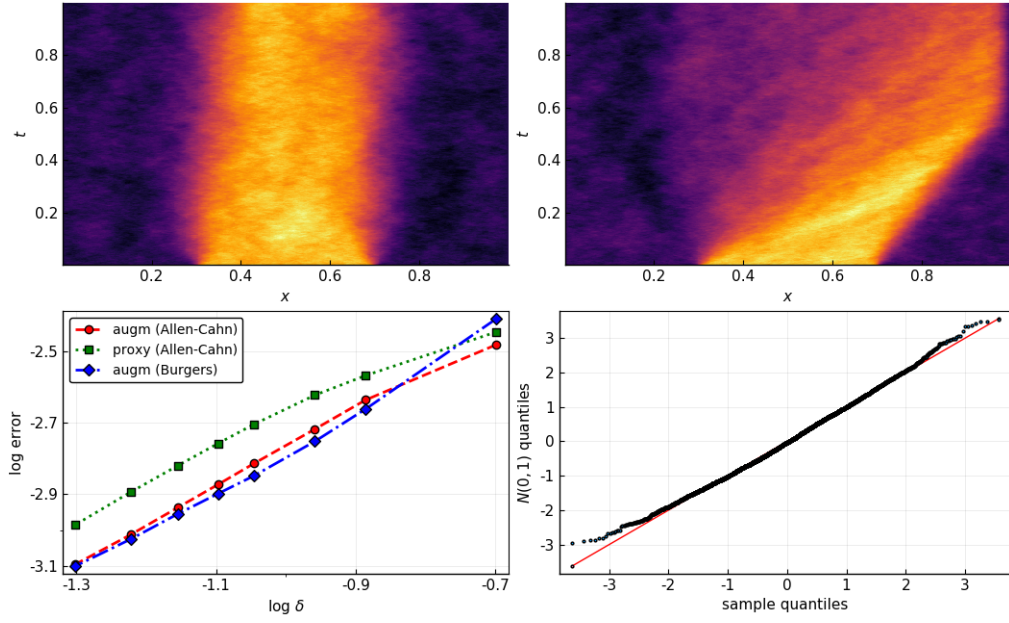 0.8
0.6
0.4
0.2
t
0.2 0.4 0.6 0.8
x
0.8
0.6
0.4
0.2
t
0.2 0.4 0.6 0.8
x
augm (Allen-Cahn)
proxy (Allen-Cahn)
augm (Burgers)
-2.5
-2.7
-2.9
-3.1
log error
-1.3 -1.1 -0.9 -0.7
log δ
3
2
1
0
-1
-2
-3
N(0, 1) quantiles
-3 -2 -1 0 1 2 3
sample quantiles